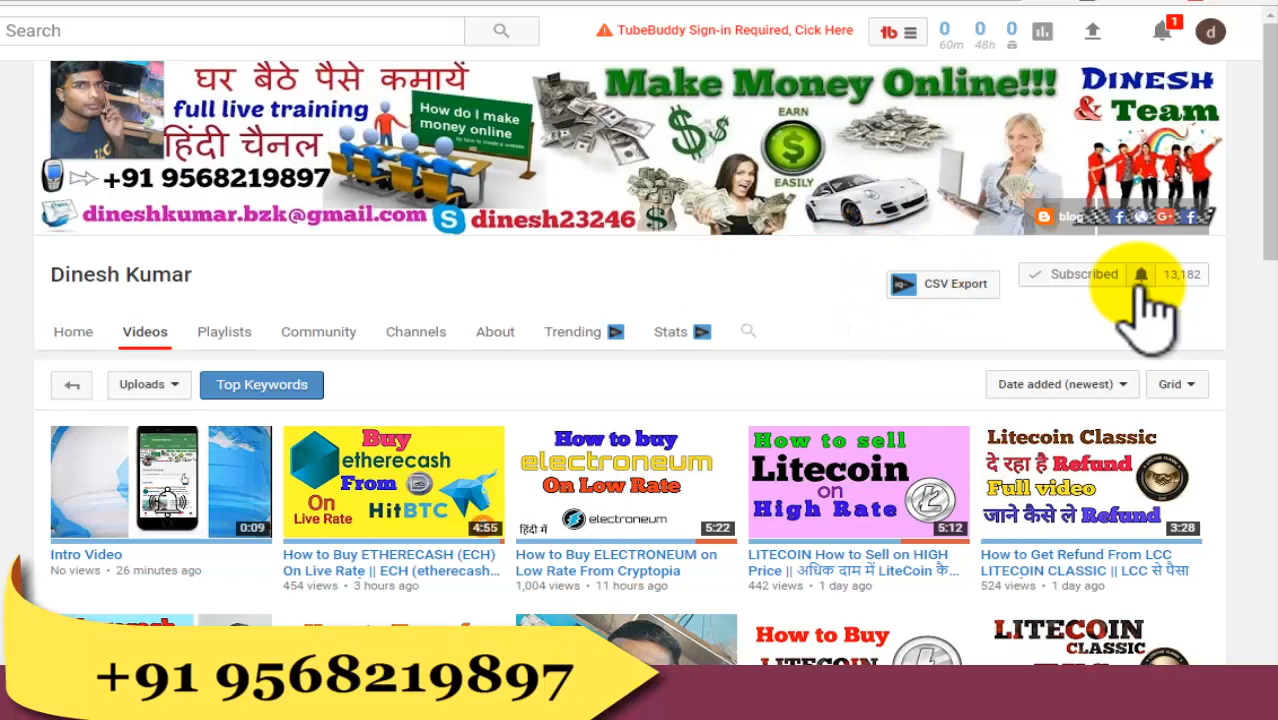 Search
TubeBuddy Sign-in Required, Cick Here
tb
0 0 0
60m 48h
1
d
घर बैठे पैसे कमायें
full live training
हिंदी चैनल
+91 9568219897
dineshkumar.bzk@gmail.com
dinesh23246
How do I make
money online
Make Money Online!!!
EARN
EASILY
DINESH
& Team
blog
Dinesh Kumar
CSV Export
Subscribed 13,182
Home Videos Playlists Community Channels About Trending Stats
Uploads Top Keywords Date added (newest) Grid
0:09
Intro Video
No views • 26 minutes ago
Buy
etherecash
From
On
Live Rate
HitBTC
4:55
How to Buy ETHERECASH (ECH)
On Live Rate || ECH (etherecash...
454 views • 3 hours ago
How to buy
electroneum
On Low Rate
हिंदी में
electroneum
5:22
How to Buy ELECTRONEUM on
Low Rate From Cryptopia
1,004 views • 11 hours ago
How to sell
Litecoin
on
High Rate
5:12
LITECOIN How to Sell on HIGH
Price || अधिक दाम में LiteCoin कै...
442 views • 1 day ago
Litecoin Classic
दे रहा है Refund
Full video
जाने कैसे ले Refund
3:28
How to Get Refund From LCC
LITECOIN CLASSIC || LCC से पैसा
524 views • 1 day ago
How to Buy
LITECOIN
CLASSIC
+91 9568219897